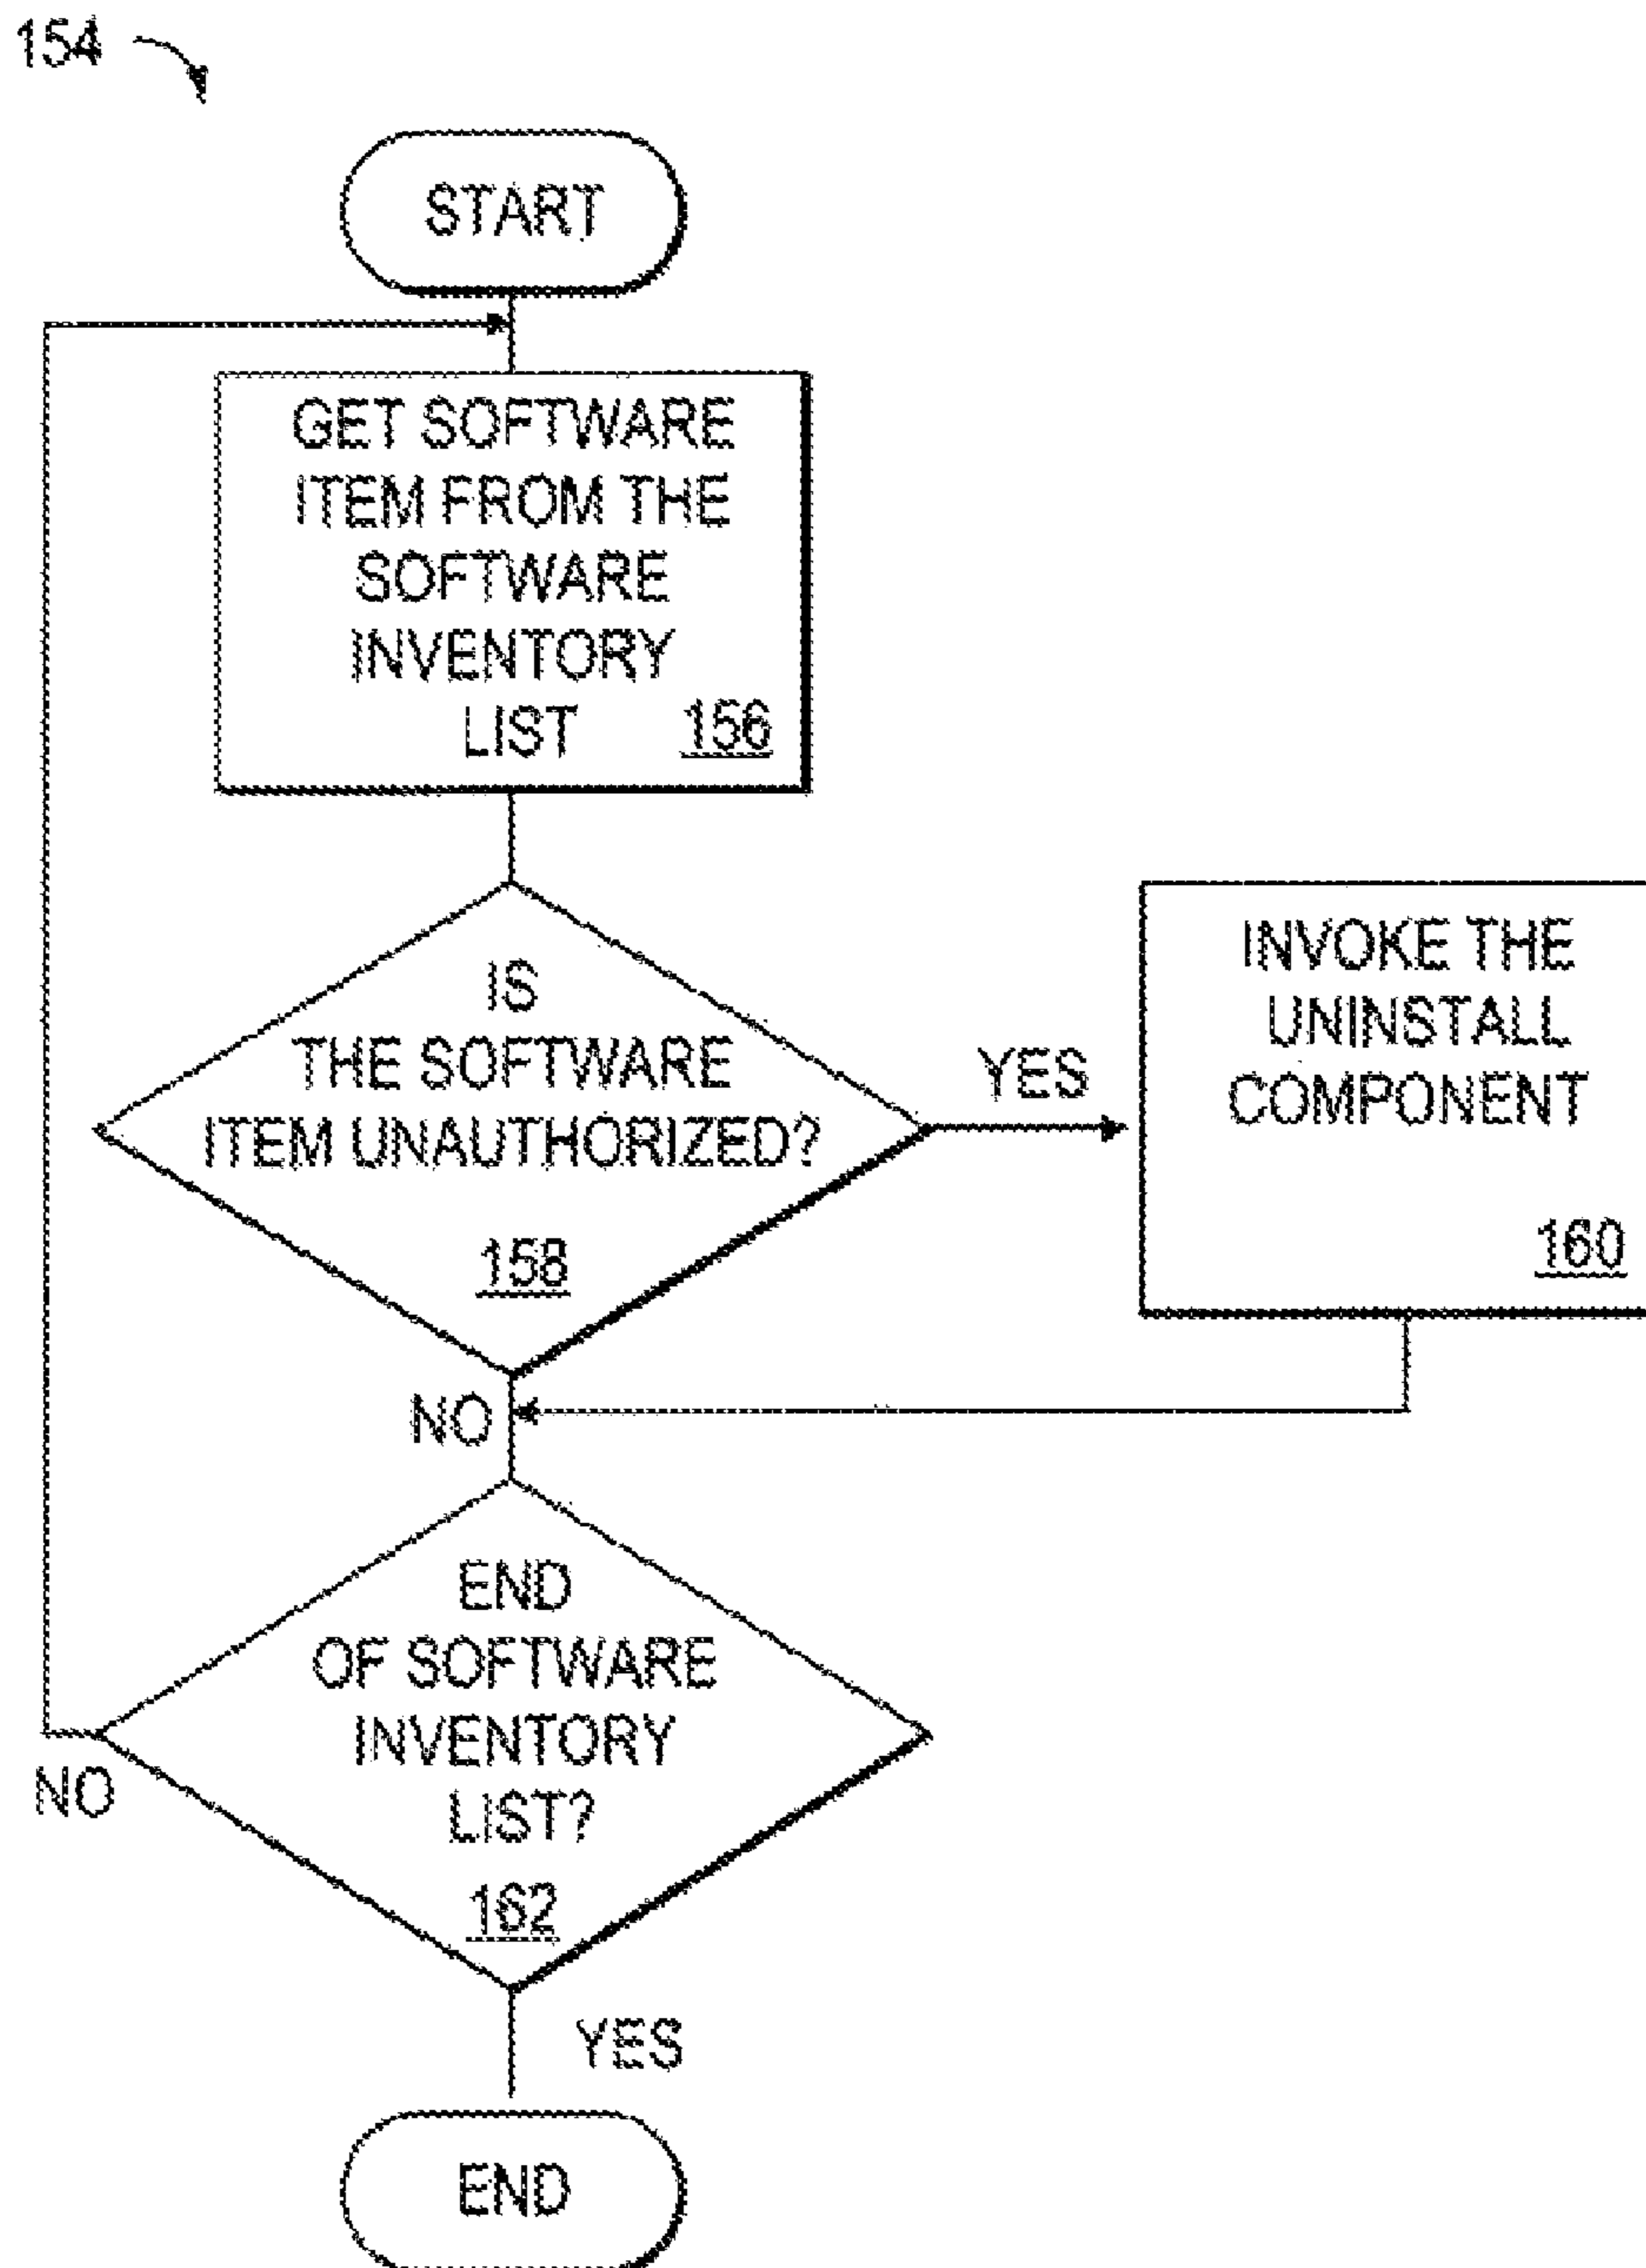 154
START
GET SOFTWARE
ITEM FROM THE
SOFTWARE
INVENTORY
LIST 156
IS
THE SOFTWARE
ITEM UNAUTHORIZED?
158
YES
INVOKE THE
UNINSTALL
COMPONENT
160
NO
END
OF SOFTWARE
INVENTORY
LIST?
162
NO
YES
END